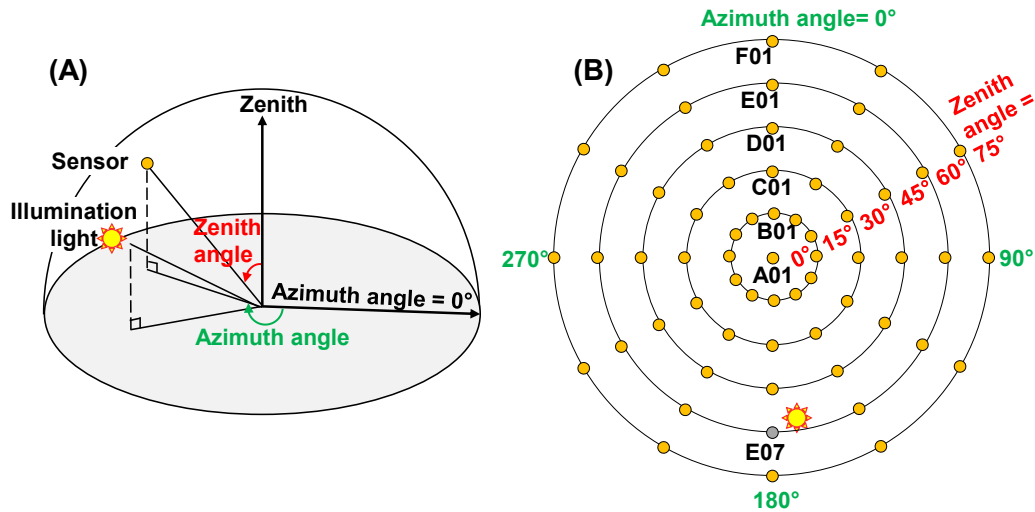 (A)
Zenith
Sensor
Illumination
light
Zenith
angle
Azimuth angle = 0°
Azimuth angle
(B)
Azimuth angle= 0°
F01
E01
D01
C01
B01
A01
E07
Zenith
angle =
0° 15° 30° 45° 60° 75°
270°
90°
180°